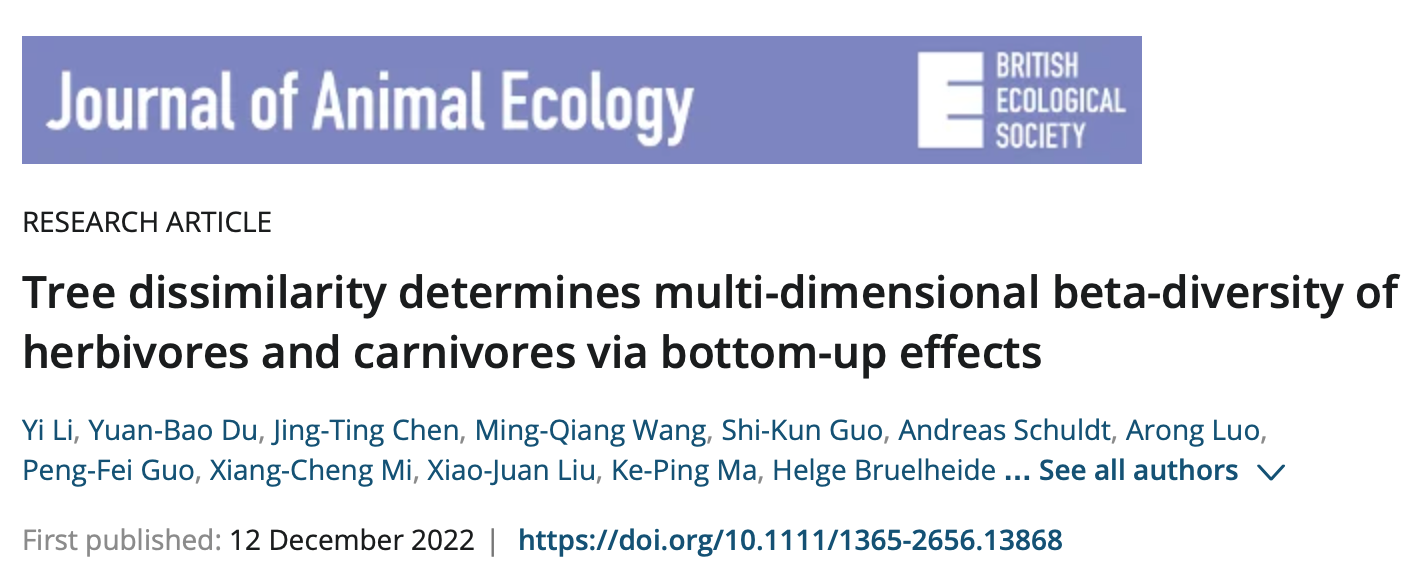 Journal of Animal Ecology
BRITISH
ECOLOGICAL
SOCIETY
RESEARCH ARTICLE
Tree dissimilarity determines multi-dimensional beta-diversity of
herbivores and carnivores via bottom-up effects
Yi Li, Yuan-Bao Du, Jing-Ting Chen, Ming-Qiang Wang, Shi-Kun Guo, Andreas Schuldt, Arong Luo,
Peng-Fei Guo, Xiang-Cheng Mi, Xiao-Juan Liu, Ke-Ping Ma, Helge Bruelheide ... See all authors
First published: 12 December 2022 | https://doi.org/10.1111/1365-2656.13868